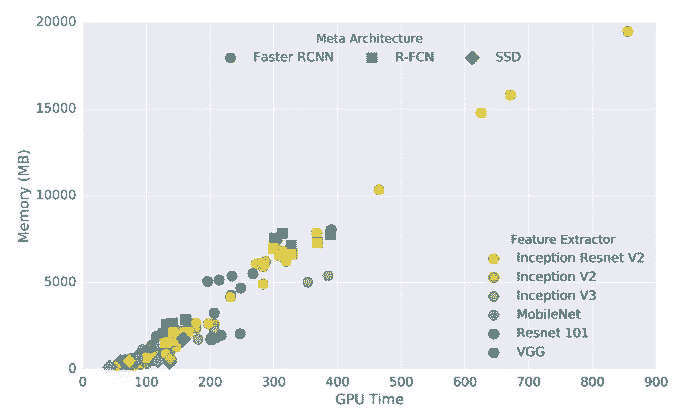 Meta Architecture
Faster RCNN R-FCN SSD
20000
15000
10000
5000
0
Memory (MB)
Feature Extractor
Inception Resnet V2
Inception V2
Inception V3
MobileNet
Resnet 101
VGG
0 100 200 300 400 500 600 700 800 900
GPU Time